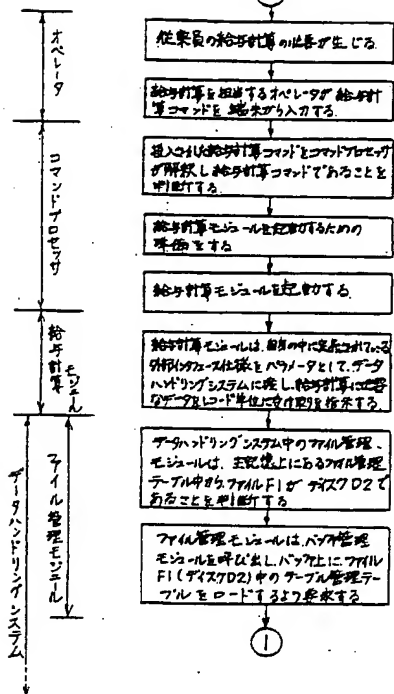 オペレータ
コマンドプロセッサ
給与計算モジュール
ファイル管理モジュール
データハンドリングシステム
従業員の給与計算の必要が生じる
給与計算を担当するオペレータが給与計
算コマンドを端末から入力する。
投入された給与計算コマンドをコマンドプロセッサ
が解釈し給与計算コマンドであることを
判断する。
給与計算モジュールを起動するための
準備をする
給与計算モジュールを起動する。
給与計算モジュールは、自身の中に定義されている
外部インタフェース仕様をパラメータとして、データ
ハンドリングシステムに渡し、給与計算に必要
なデータをレコード単位に受け取りを指示する。
データハンドリングシステム中のファイル管理、
モジュールは、主記憶上にあるファイル管理
テーブル中からファイルF1がディスクD2で
あることを判断する
ファイル管理モジュールは、バッファ管理
モジュールを呼び出し、バッファ上に、ファイル
F1(ディスクD2)中のテーブル管理テー
ブルをロードするよう要求する
1